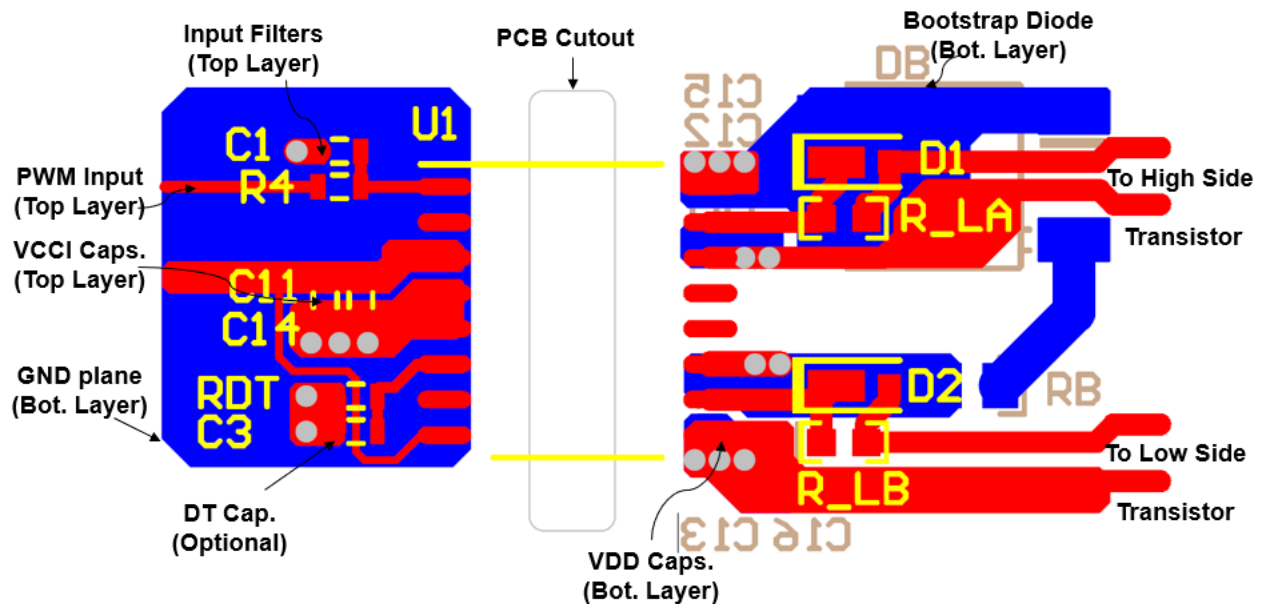 Input Filters
(Top Layer)
PCB Cutout
Bootstrap Diode
(Bot. Layer)
DB
C15
C12
U1
C1
D1
PWM Input
(Top Layer)
R4
To High Side
R_LA
Transistor
VCCI Caps.
(Top Layer)
C11
C14
GND plane
(Bot. Layer)
RDT
C3
D2
RB
To Low Side
R_LB
Transistor
DT Cap.
(Optional)
C13
C16
VDD Caps.
(Bot. Layer)